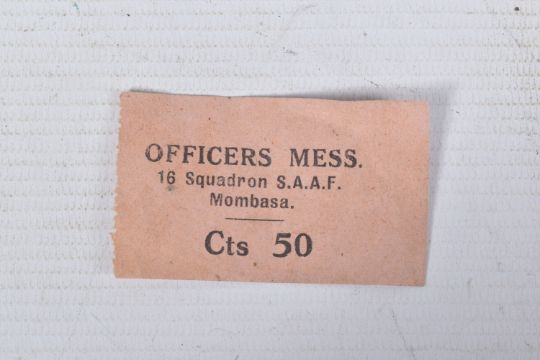 OFFICERS MESS.
16 Squadron S.A.A.F.
Mombasa.
Cts 50